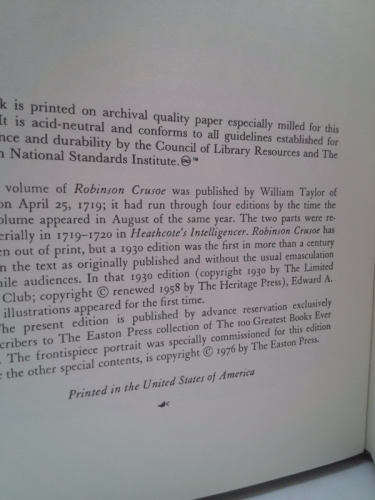 k is printed on archival quality paper especially milled for this
It is acid-neutral and conforms to all guidelines established for
nce and durability by the Council of Library Resources and The
n National Standards Institute. ♾™
volume of Robinson Crusoe was published by William Taylor of
on April 25, 1719; it had run through four editions by the time the
olume appeared in August of the same year. The two parts were re-
erially in 1719–1720 in Heathcote's Intelligencer. Robinson Crusoe has
en out of print, but a 1930 edition was the first in more than a century
n the text as originally published and without the usual emasculation
nile audiences. In that 1930 edition (copyright 1930 by The Limited
Club; copyright © renewed 1958 by The Heritage Press), Edward A.
illustrations appeared for the first time.
The present edition is published by advance reservation exclusively
scribers to The Easton Press collection of The 100 Greatest Books Ever
. The frontispiece portrait was specially commissioned for this edition
e the other special contents, is copyright © 1976 by The Easton Press.
Printed in the United States of America